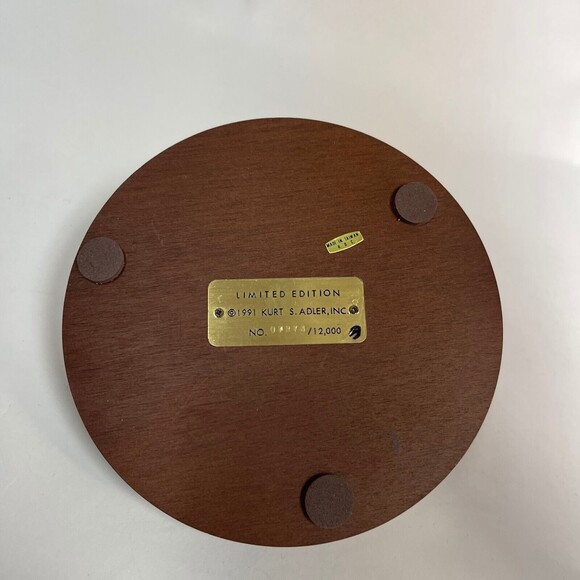 MADE IN TAIWAN
LIMITED EDITION
©1991 KURT S. ADLER, INC.
NO. /12,000